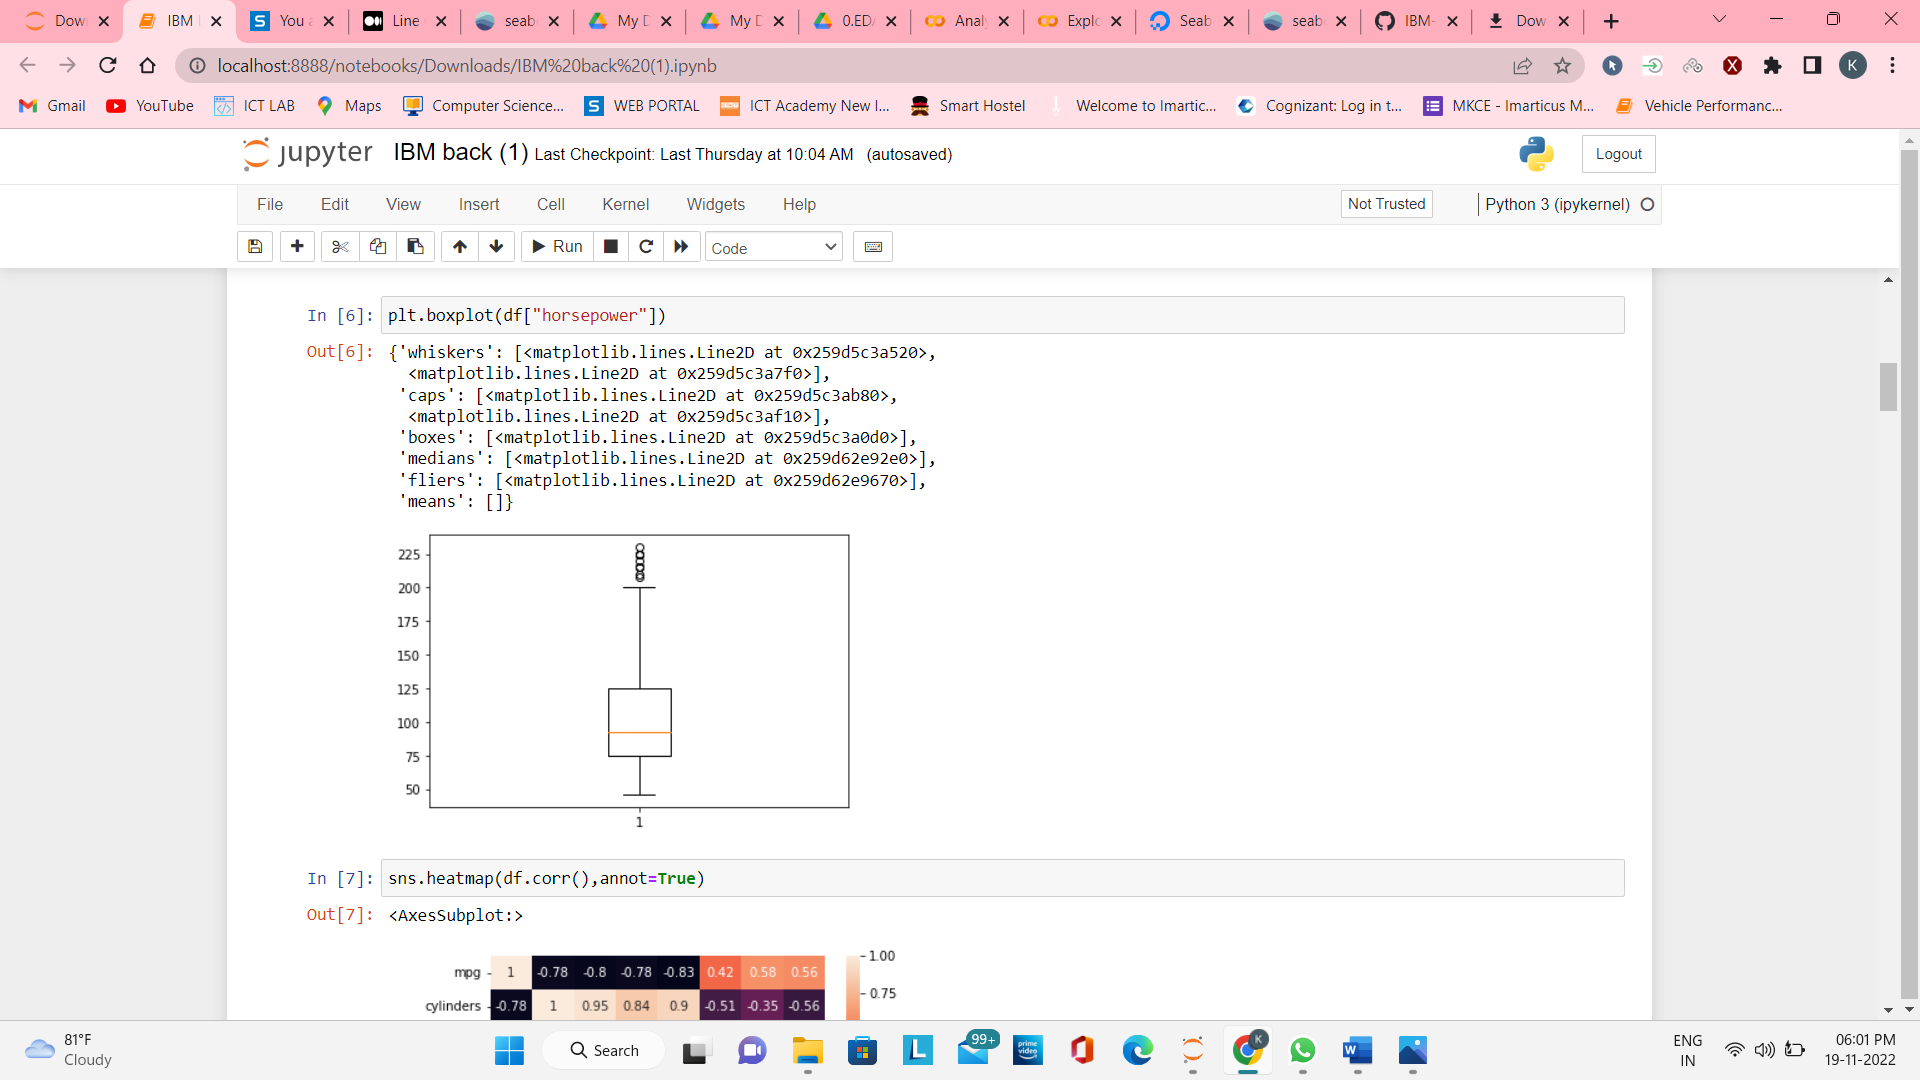 Dow
IBM
You a
Line
seab
My D
My D
0.ED
Analy
Explo
Seab
seab
IBM-
Dow
localhost:8888/notebooks/Downloads/IBM%20back%20(1).ipynb
K
Gmail
YouTube
ICT LAB
Maps
Computer Science...
S WEB PORTAL
ICT Academy New I...
Smart Hostel
Welcome to Imartic...
Cognizant: Log in t...
MKCE - Imarticus M...
Vehicle Performanc...
jupyter IBM back (1) Last Checkpoint: Last Thursday at 10:04 AM (autosaved)
Logout
File Edit View Insert Cell Kernel Widgets Help
Not Trusted
Python 3 (ipykernel)
Run
Code
In [6]: plt.boxplot(df["horsepower"])
Out[6]: {'whiskers': [<matplotlib.lines.Line2D at 0x259d5c3a520>,
<matplotlib.lines.Line2D at 0x259d5c3a7f0>],
'caps': [<matplotlib.lines.Line2D at 0x259d5c3ab80>,
<matplotlib.lines.Line2D at 0x259d5c3af10>],
'boxes': [<matplotlib.lines.Line2D at 0x259d5c3a0d0>],
'medians': [<matplotlib.lines.Line2D at 0x259d62e92e0>],
'fliers': [<matplotlib.lines.Line2D at 0x259d62e9670>],
'means': []}
225
200
175
150
125
100
75
50
1
In [7]: sns.heatmap(df.corr(),annot=True)
Out[7]: <AxesSubplot:>
mpg 1 -0.78 -0.8 -0.78 -0.83 0.42 0.58 0.56
cylinders -0.78 1 0.95 0.84 0.9 -0.51 -0.35 -0.56
1.00
0.75
81°F
Cloudy
Search
L
99+
prime video
K
W
ENG
IN
06:01 PM
19-11-2022